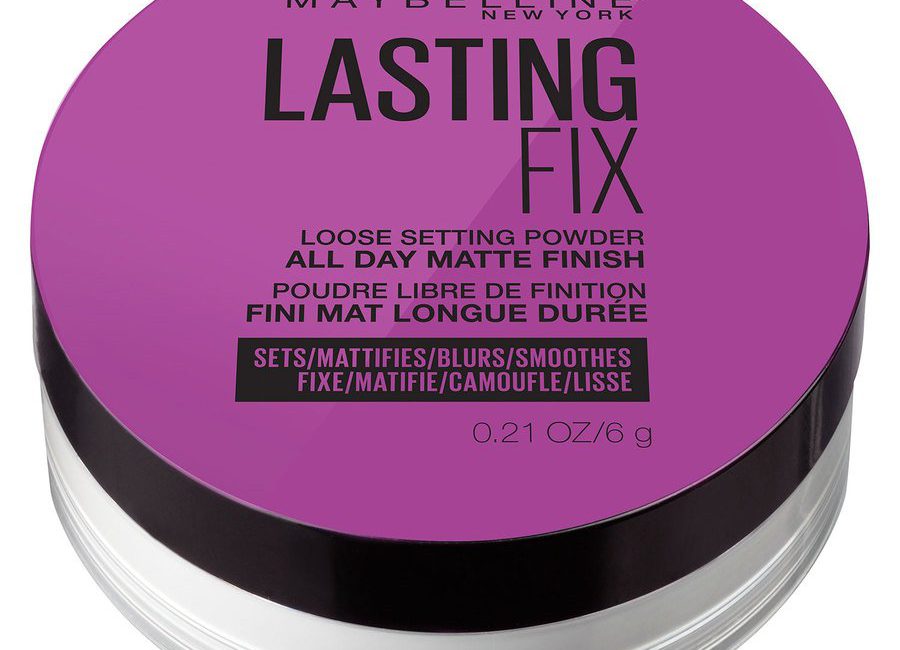 MAYBELLINE
NEW YORK
LASTING
FIX
LOOSE SETTING POWDER
ALL DAY MATTE FINISH
POUDRE LIBRE DE FINITION
FINI MAT LONGUE DURÉE
SETS/MATTIFIES/BLURS/SMOOTHES
FIXE/MATIFIE/CAMOUFLE/LISSE
0.21 OZ/6 g